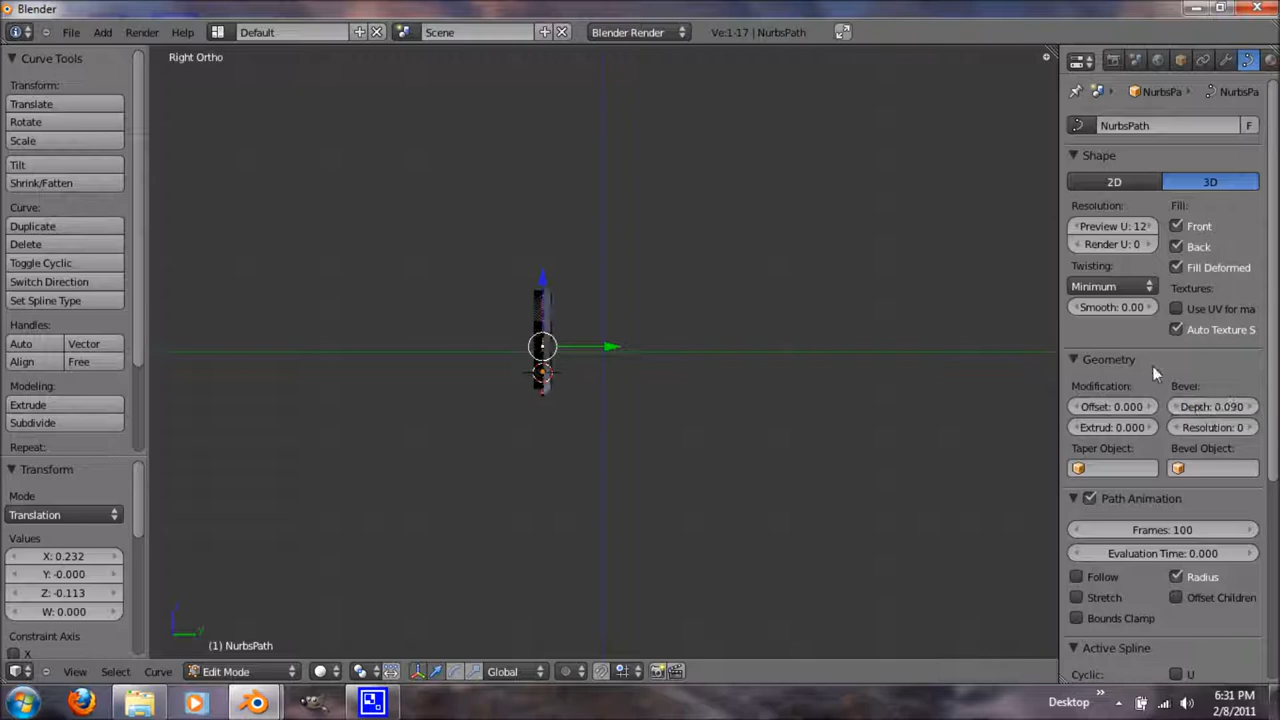 Blender
File Add Render Help Default Scene Blender Render Ve:1-17 | NurbsPath
Curve Tools
Transform:
Translate
Rotate
Scale
Tilt
Shrink/Fatten
Curve:
Duplicate
Delete
Toggle Cyclic
Switch Direction
Set Spline Type
Handles:
Auto Vector
Align Free
Modeling:
Extrude
Subdivide
Repeat:
Transform
Mode
Translation
Values
X: 0.232
Y: -0.000
Z: -0.113
W: 0.000
Constraint Axis
X
Right Ortho
(1) NurbsPath
View Select Curve Edit Mode Global
NurbsPa NurbsPa
NurbsPath F
Shape
2D 3D
Resolution: Fill:
Preview U: 12 Front
Render U: 0 Back
Twisting: Fill Deformed
Minimum Textures:
Smooth: 0.00 Use UV for ma
Auto Texture S
Geometry
Modification: Bevel:
Offset: 0.000 Depth: 0.090
Extrud: 0.000 Resolution: 0
Taper Object: Bevel Object:
Path Animation
Frames: 100
Evaluation Time: 0.000
Follow Radius
Stretch Offset Children
Bounds Clamp
Active Spline
Cyclic: U
Desktop
6:31 PM
2/8/2011